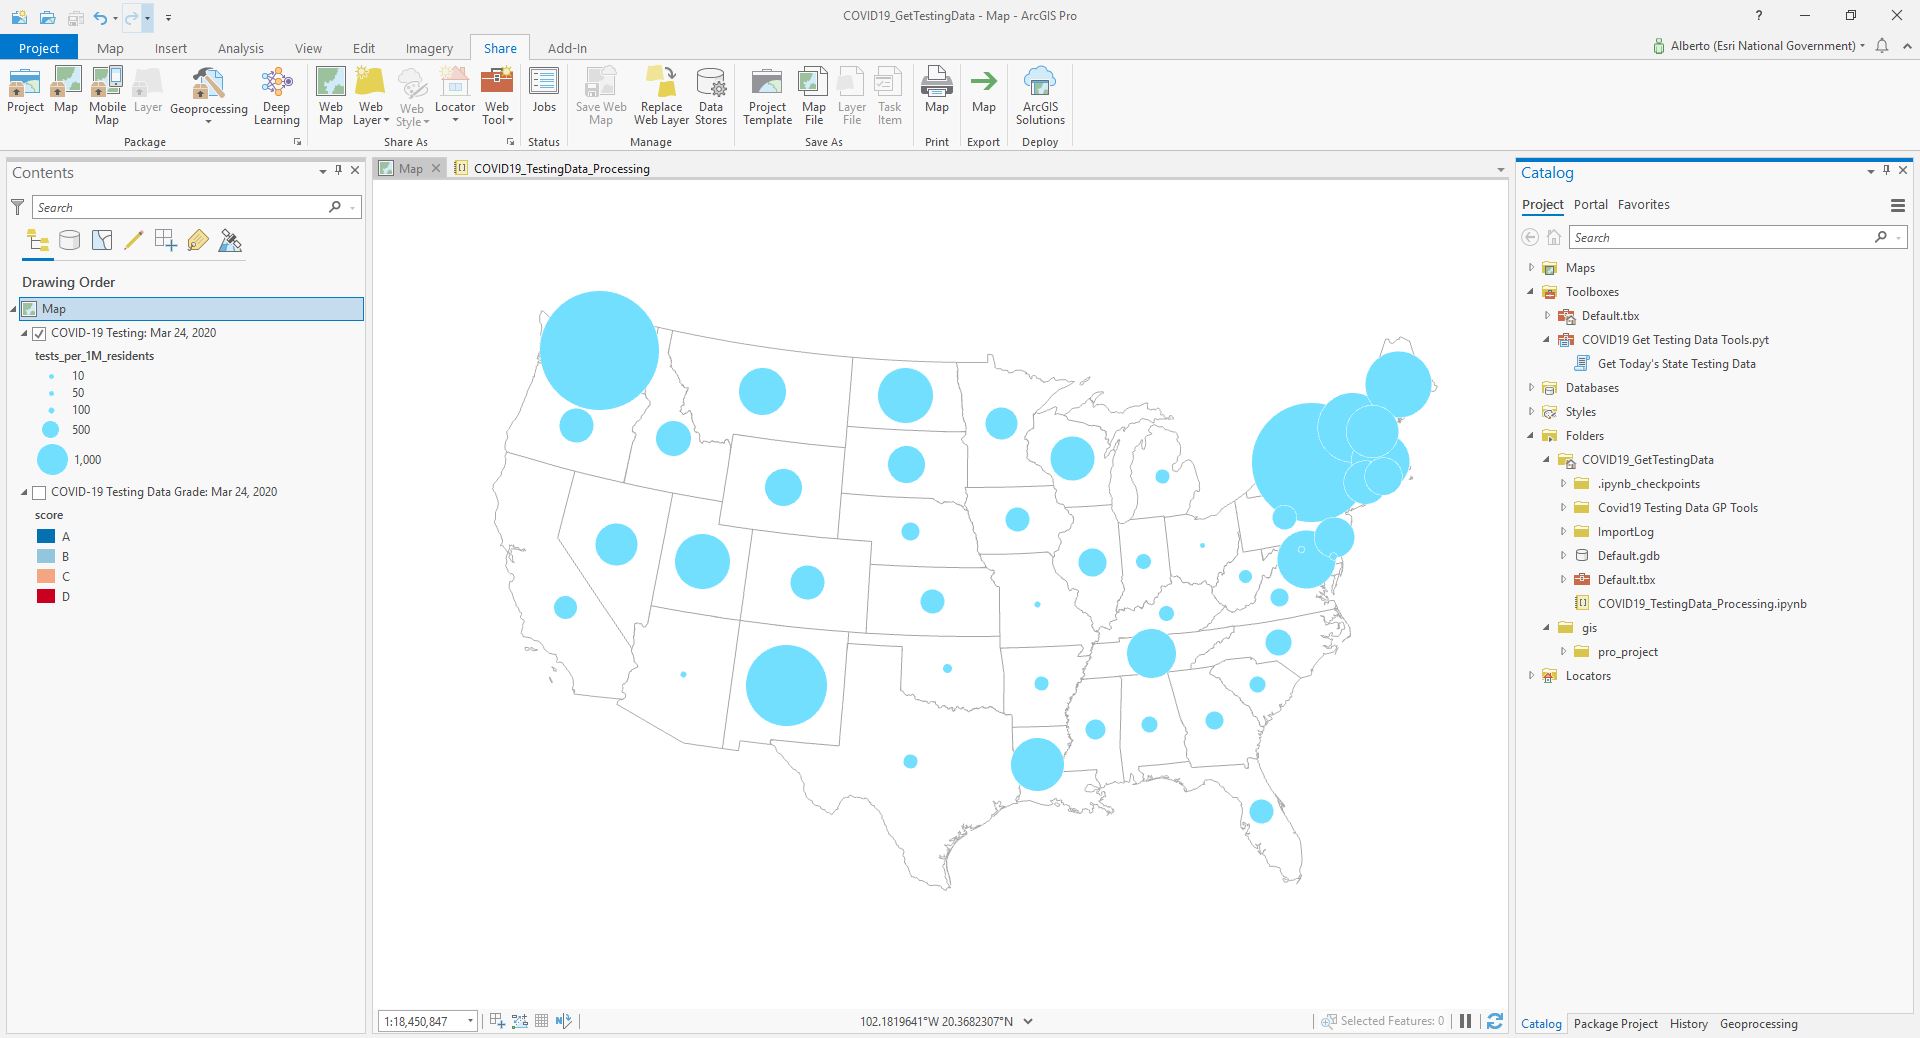 COVID19_GetTestingData - Map - ArcGIS Pro
?
Project Map Insert Analysis View Edit Imagery Share Add-In
Alberto (Esri National Government)
Project Map Mobile Map Layer Geoprocessing Deep Learning
Package
Web Map Web Layer Web Style Locator Web Tool
Share As
Jobs
Status
Save Web Map Replace Web Layer Data Stores
Manage
Project Template Map File Layer File Task Item
Save As
Map
Print
Map
Export
ArcGIS Solutions
Deploy
Contents
Search
Drawing Order
Map
COVID-19 Testing: Mar 24, 2020
tests_per_1M_residents
10
50
100
500
1,000
COVID-19 Testing Data Grade: Mar 24, 2020
score
A
B
C
D
Map COVID19_TestingData_Processing
1:18,450,847
102.1819641°W 20.3682307°N
Selected Features: 0
Catalog
Project Portal Favorites
Search
Maps
Toolboxes
Default.tbx
COVID19 Get Testing Data Tools.pyt
Get Today's State Testing Data
Databases
Styles
Folders
COVID19_GetTestingData
.ipynb_checkpoints
Covid19 Testing Data GP Tools
ImportLog
Default.gdb
Default.tbx
COVID19_TestingData_Processing.ipynb
gis
pro_project
Locators
Catalog Package Project History Geoprocessing